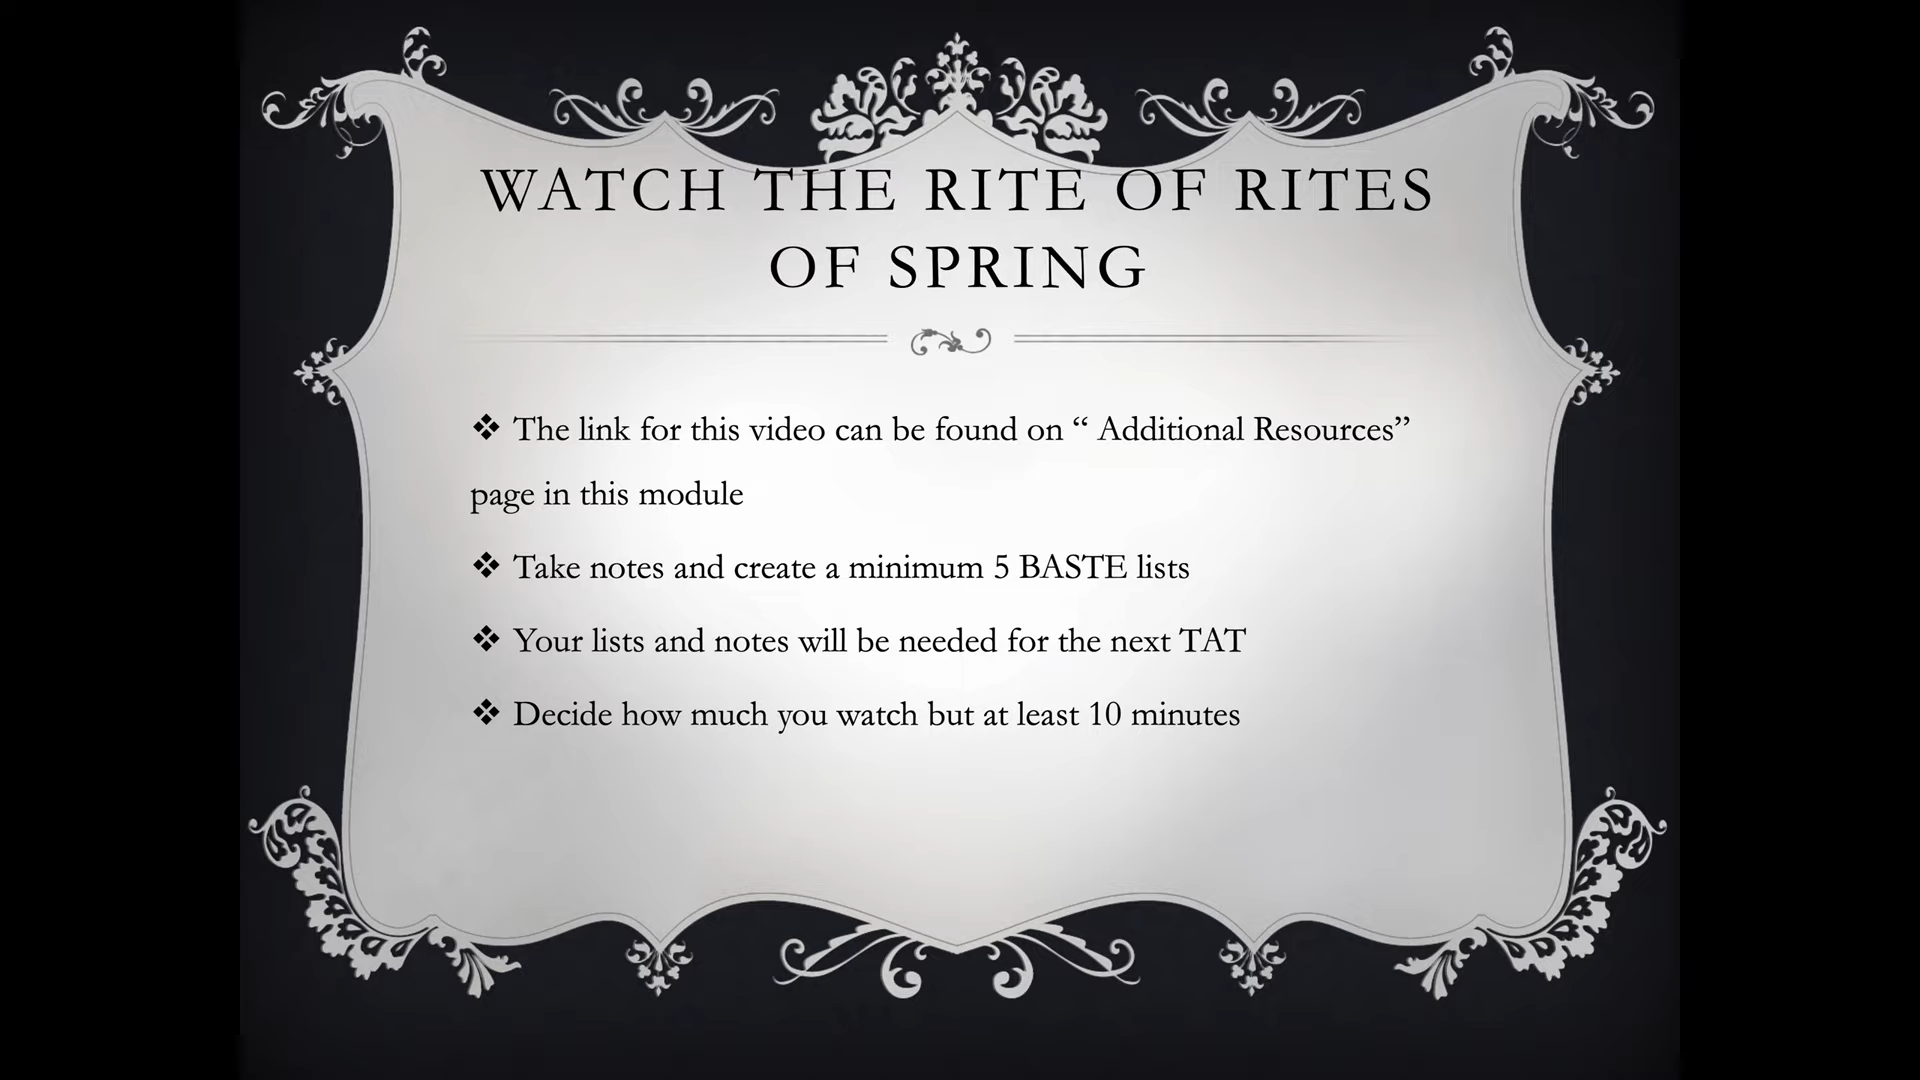 WATCH THE RITE OF RITES
OF SPRING
❖ The link for this video can be found on “ Additional Resources”
page in this module
❖ Take notes and create a minimum 5 BASTE lists
❖ Your lists and notes will be needed for the next TAT
❖ Decide how much you watch but at least 10 minutes